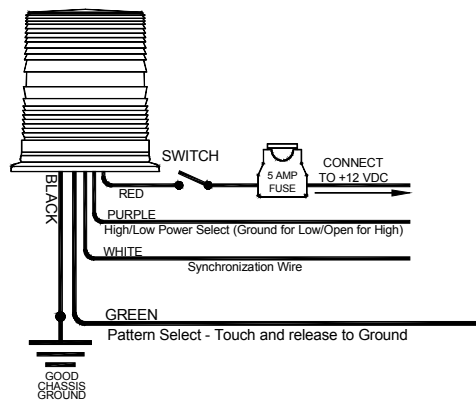 SWITCH
5 AMP
FUSE
CONNECT
TO +12 VDC
BLACK
RED
PURPLE
High/Low Power Select (Ground for Low/Open for High)
WHITE
Synchronization Wire
GREEN
Pattern Select - Touch and release to Ground
GOOD
CHASSIS
GROUND